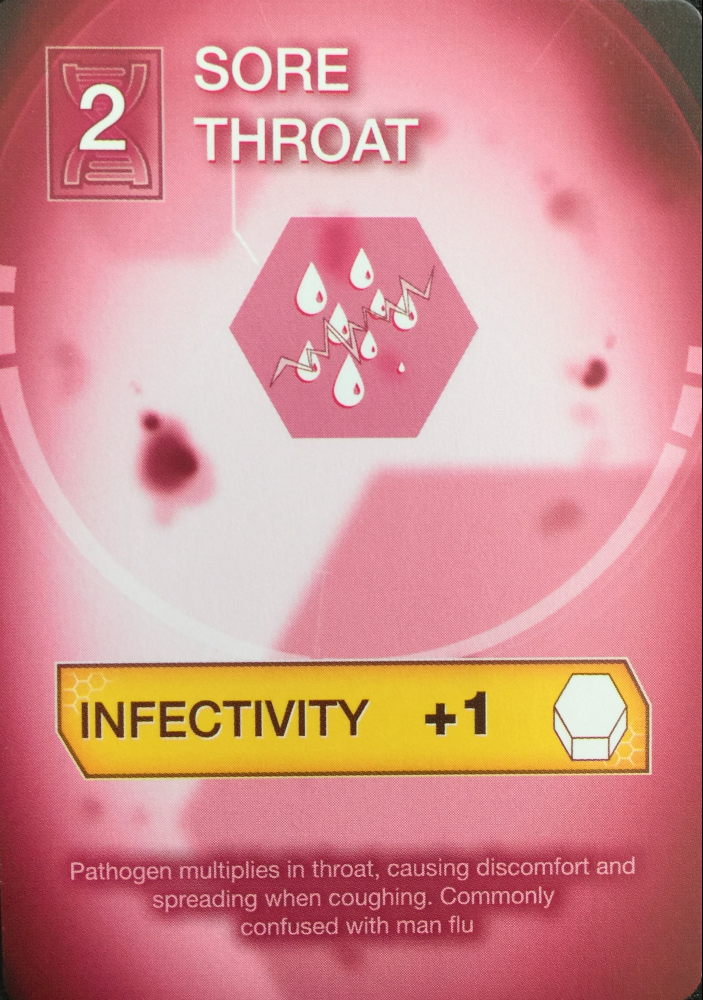 2
SORE
THROAT
INFECTIVITY +1
Pathogen multiplies in throat, causing discomfort and
spreading when coughing. Commonly
confused with man flu